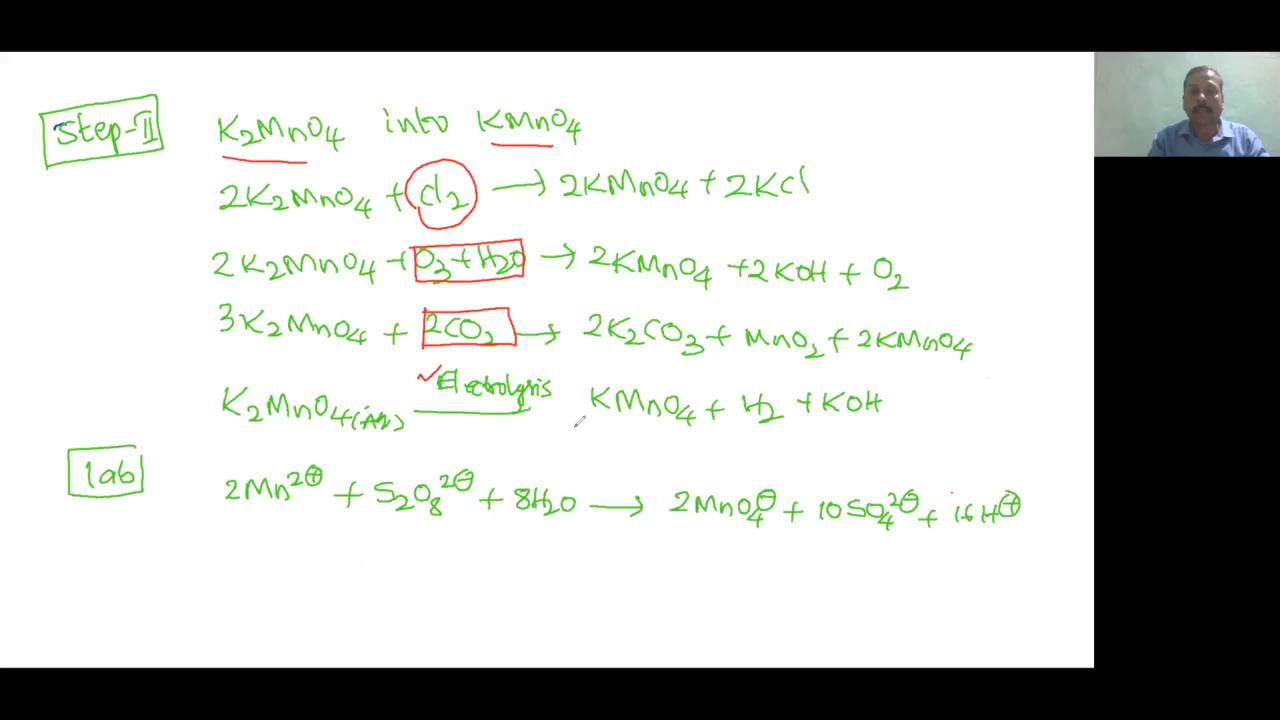 Step-II
K₂MnO₄ into KMnO₄
2K₂MnO₄ + Cl₂ → 2KMnO₄ + 2KCl
2K₂MnO₄ + O₃ + H₂O → 2KMnO₄ + 2KOH + O₂
3K₂MnO₄ + 2CO₂ → 2K₂CO₃ + MnO₂ + 2KMnO₄
Electrolysis
K₂MnO₄ KMnO₄ + H₂ + KOH
lab
2Mn²⊕ + S₂O₈²⊖ + 8H₂O → 2MnO₄⊖ + 10SO₄²⊖ + 16H⊕